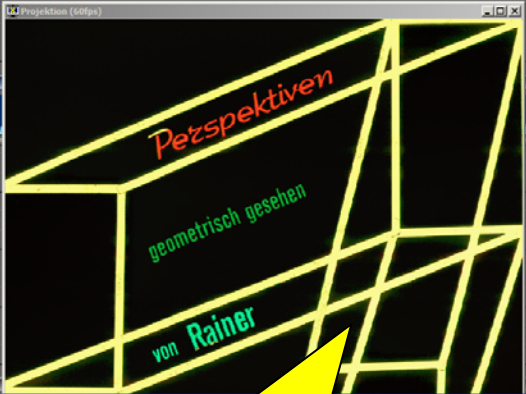 Projektion (60fps)
Perspektiven
geometrisch gesehen
von Rainer